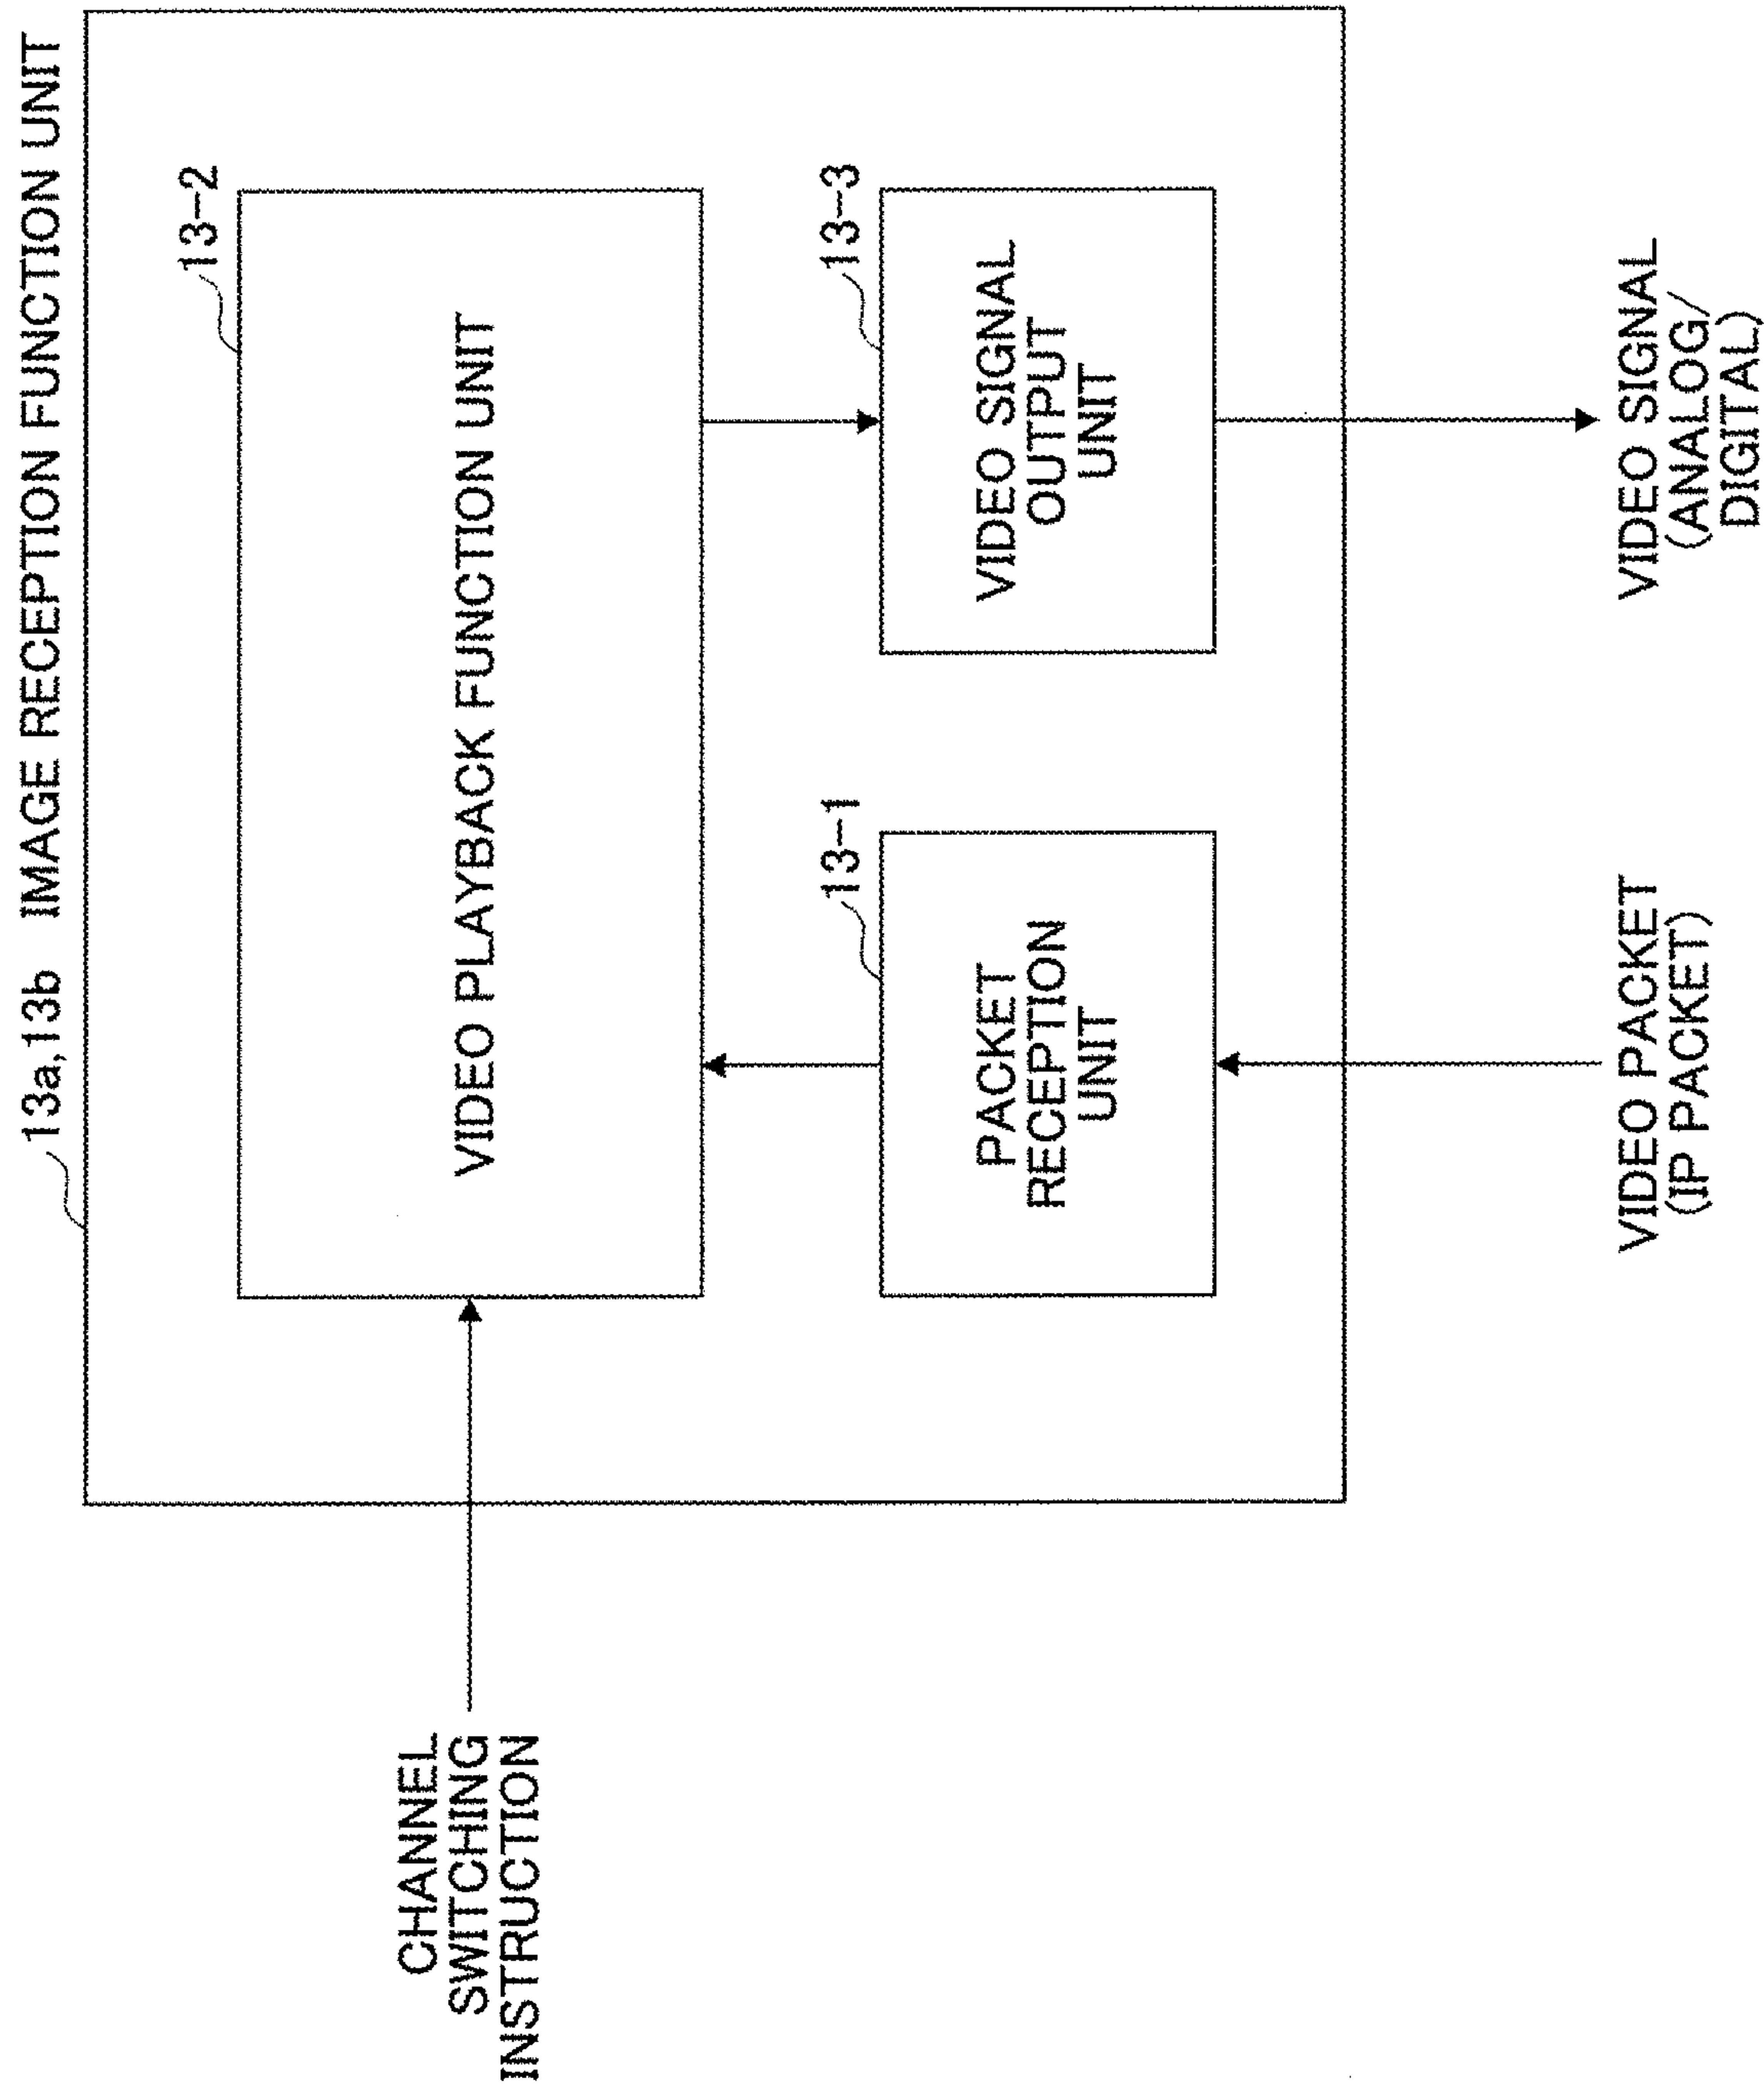 13a,13b IMAGE RECEPTION FUNCTION UNIT
13-2
VIDEO PLAYBACK FUNCTION UNIT
CHANNEL
SWITCHING
INSTRUCTION
13-1
PACKET
RECEPTION
UNIT
13-3
VIDEO SIGNAL
OUTPUT
UNIT
VIDEO PACKET
(IP PACKET)
VIDEO SIGNAL
(ANALOG/
DIGITAL)